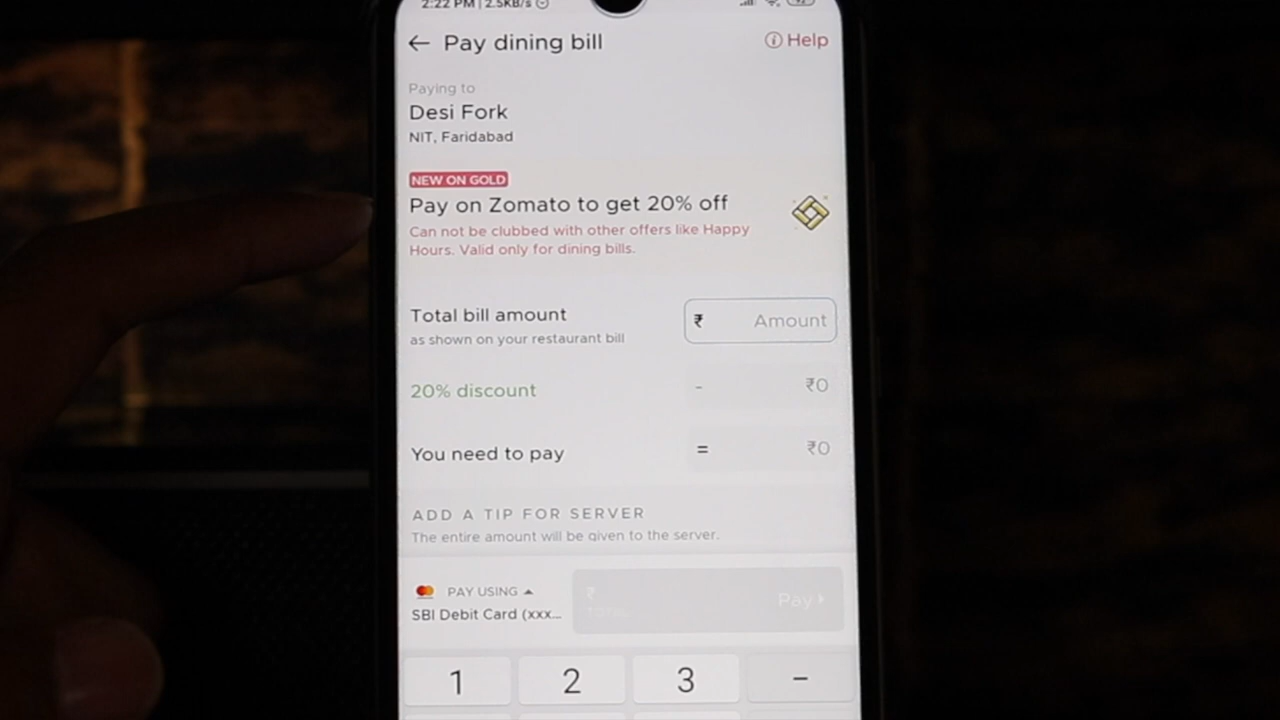 2:22 PM | 2.5KB/s
← Pay dining bill
Help
Paying to
Desi Fork
NIT, Faridabad
NEW ON GOLD
Pay on Zomato to get 20% off
Can not be clubbed with other offers like Happy
Hours. Valid only for dining bills.
Total bill amount
₹ Amount
as shown on your restaurant bill
20% discount - ₹0
You need to pay = ₹0
ADD A TIP FOR SERVER
The entire amount will be given to the server.
PAY USING
SBI Debit Card (xxx...
₹
TOTAL
Pay
1 2 3 -